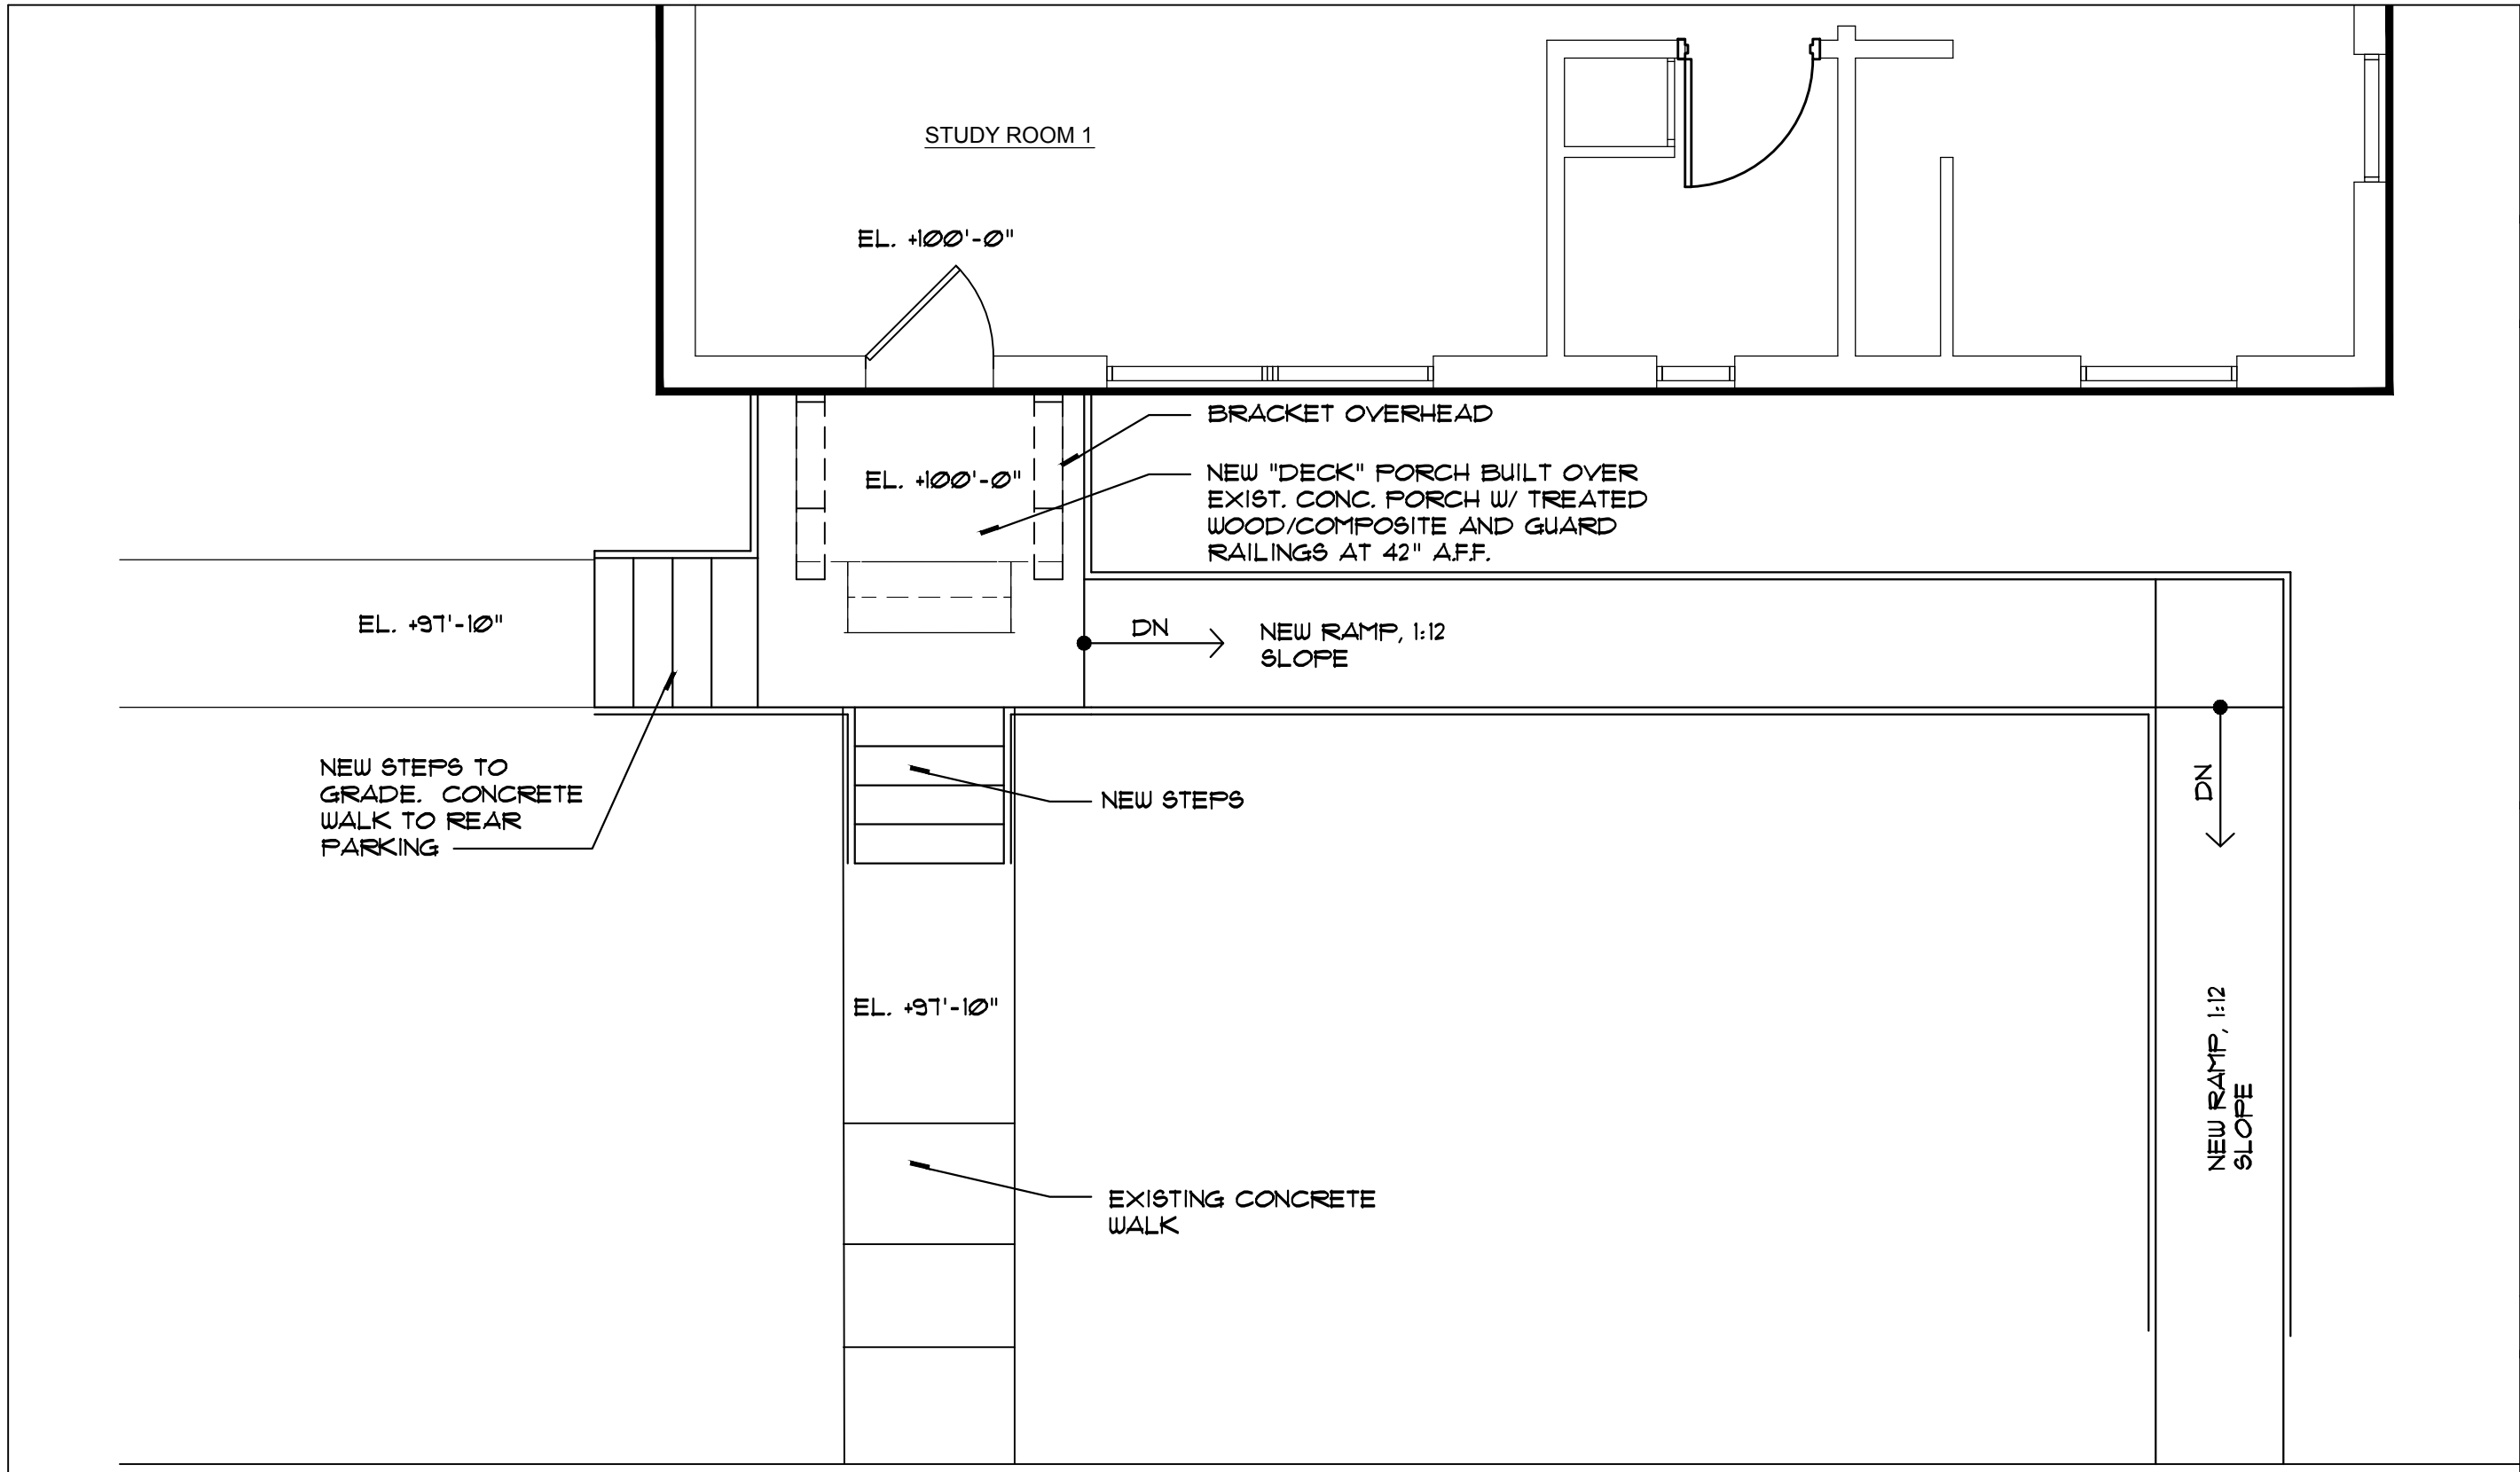 STUDY ROOM 1
EL. +100'-0"
BRACKET OVERHEAD
EL. +100'-0"
NEW "DECK" PORCH BUILT OVER
EXIST. CONC. PORCH W/ TREATED
WOOD/COMPOSITE AND GUARD
RAILINGS AT 42" A.F.F.
EL. +97'-10"
DN
NEW RAMP, 1:12
SLOPE
NEW STEPS TO
GRADE. CONCRETE
WALK TO REAR
PARKING
NEW STEPS
DN
EL. +97'-10"
NEW RAMP, 1:12
SLOPE
EXISTING CONCRETE
WALK